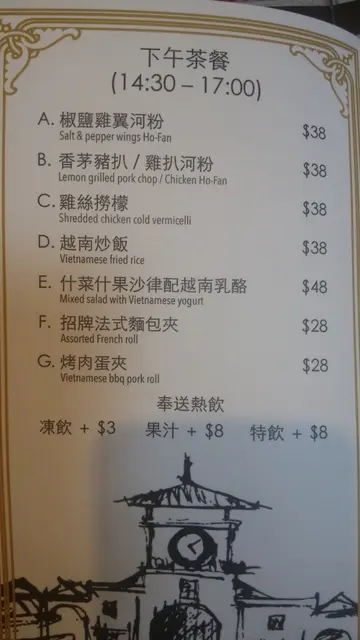 下午茶餐
(14:30 – 17:00)
A. 椒鹽雞翼河粉 $38
Salt & pepper wings Ho-Fan
B. 香茅豬扒 / 雞扒河粉 $38
Lemon grilled pork chop / Chicken Ho-Fan
C. 雞絲撈檬 $38
Shredded chicken cold vermicelli
D. 越南炒飯 $38
Vietnamese fried rice
E. 什菜什果沙律配越南乳酪 $48
Mixed salad with Vietnamese yogurt
F. 招牌法式麵包夾 $28
Assorted French roll
G. 烤肉蛋夾 $28
Vietnamese bbq pork roll
奉送熱飲
凍飲 + $3 果汁 + $8 特飲 + $8